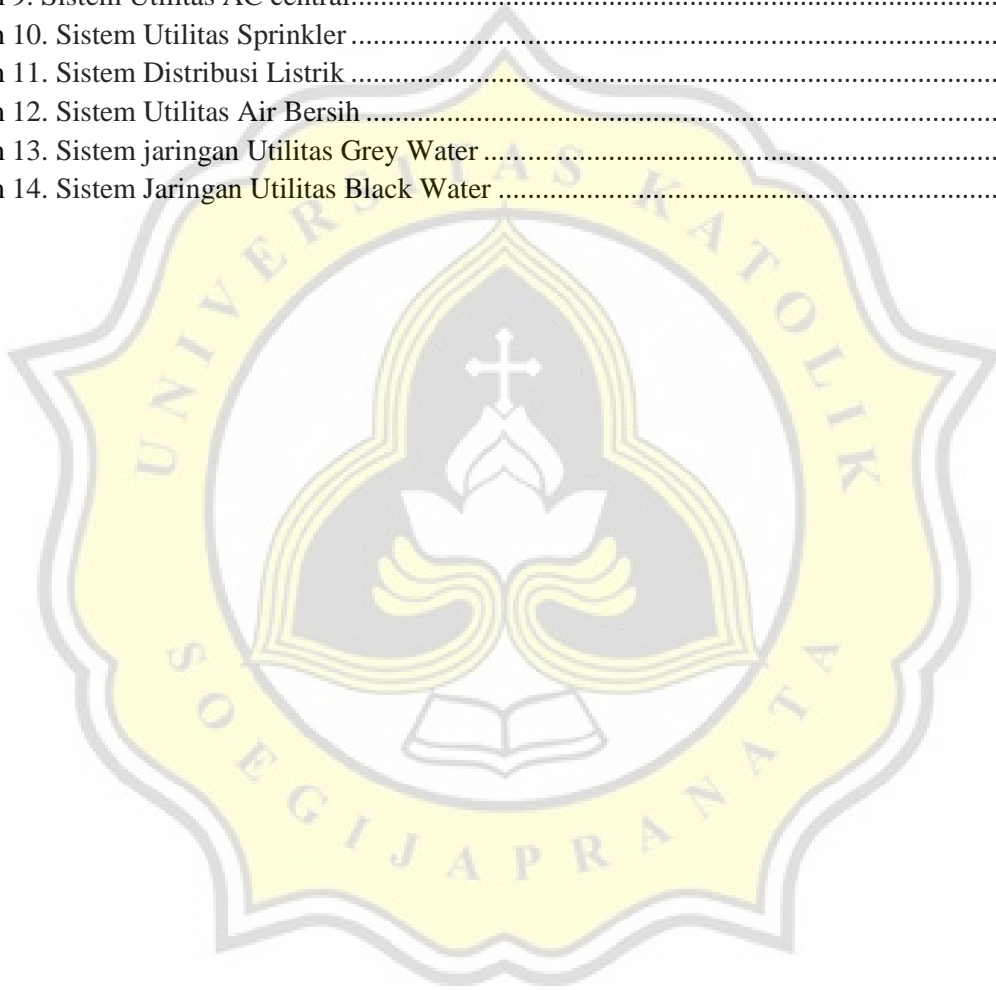 n 9. Sistem Utilitas AC central....................................................................................
n 10. Sistem Utilitas Sprinkler ....................................................................................
n 11. Sistem Distribusi Listrik ....................................................................................
n 12. Sistem Utilitas Air Bersih ...................................................................................
n 13. Sistem jaringan Utilitas Grey Water .....................................................................
n 14. Sistem Jaringan Utilitas Black Water ...................................................................
UNIVERSITAS KATOLIK
SOEGIJAPRANATA